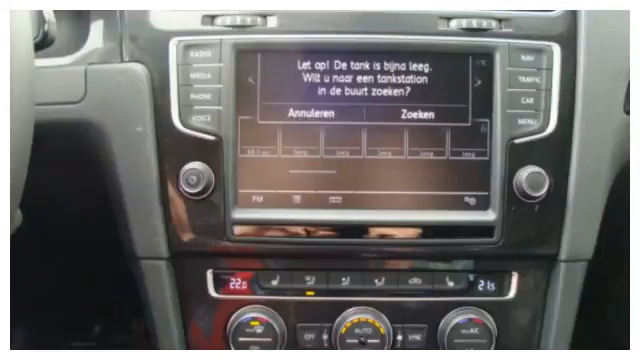 RADIO
MEDIA
PHONE
VOICE
Let op! De tank is bijna leeg.
Wilt u naar een tankstation
in de buurt zoeken?
Annuleren Zoeken
Leeg Leeg Leeg Leeg Leeg
FM
NAV
TRAFFIC
CAR
MENU
22.0
21.5
OFF AUTO SYNC
A/C